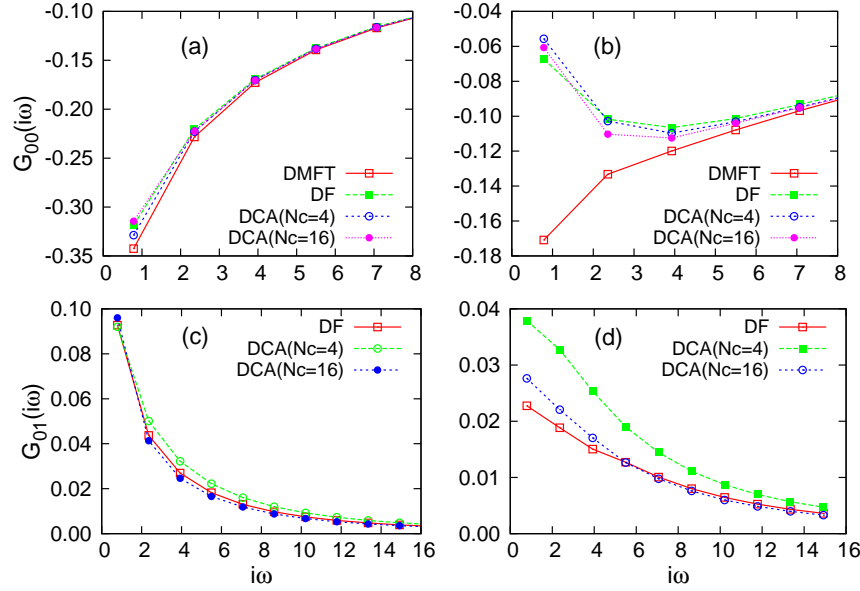 -0.10
-0.15
-0.20
-0.25
-0.30
-0.35
G00(iω)
0 1 2 3 4 5 6 7 8
(a)
DMFT
DF
DCA(Nc=4)
DCA(Nc=16)
-0.04
-0.06
-0.08
-0.10
-0.12
-0.14
-0.16
-0.18
0 1 2 3 4 5 6 7 8
(b)
DMFT
DF
DCA(Nc=4)
DCA(Nc=16)
0.10
0.08
0.06
0.04
0.02
0.00
G01(iω)
0 2 4 6 8 10 12 14 16
iω
(c)
DF
DCA(Nc=4)
DCA(Nc=16)
0.04
0.03
0.02
0.01
0.00
0 2 4 6 8 10 12 14 16
iω
(d)
DF
DCA(Nc=4)
DCA(Nc=16)